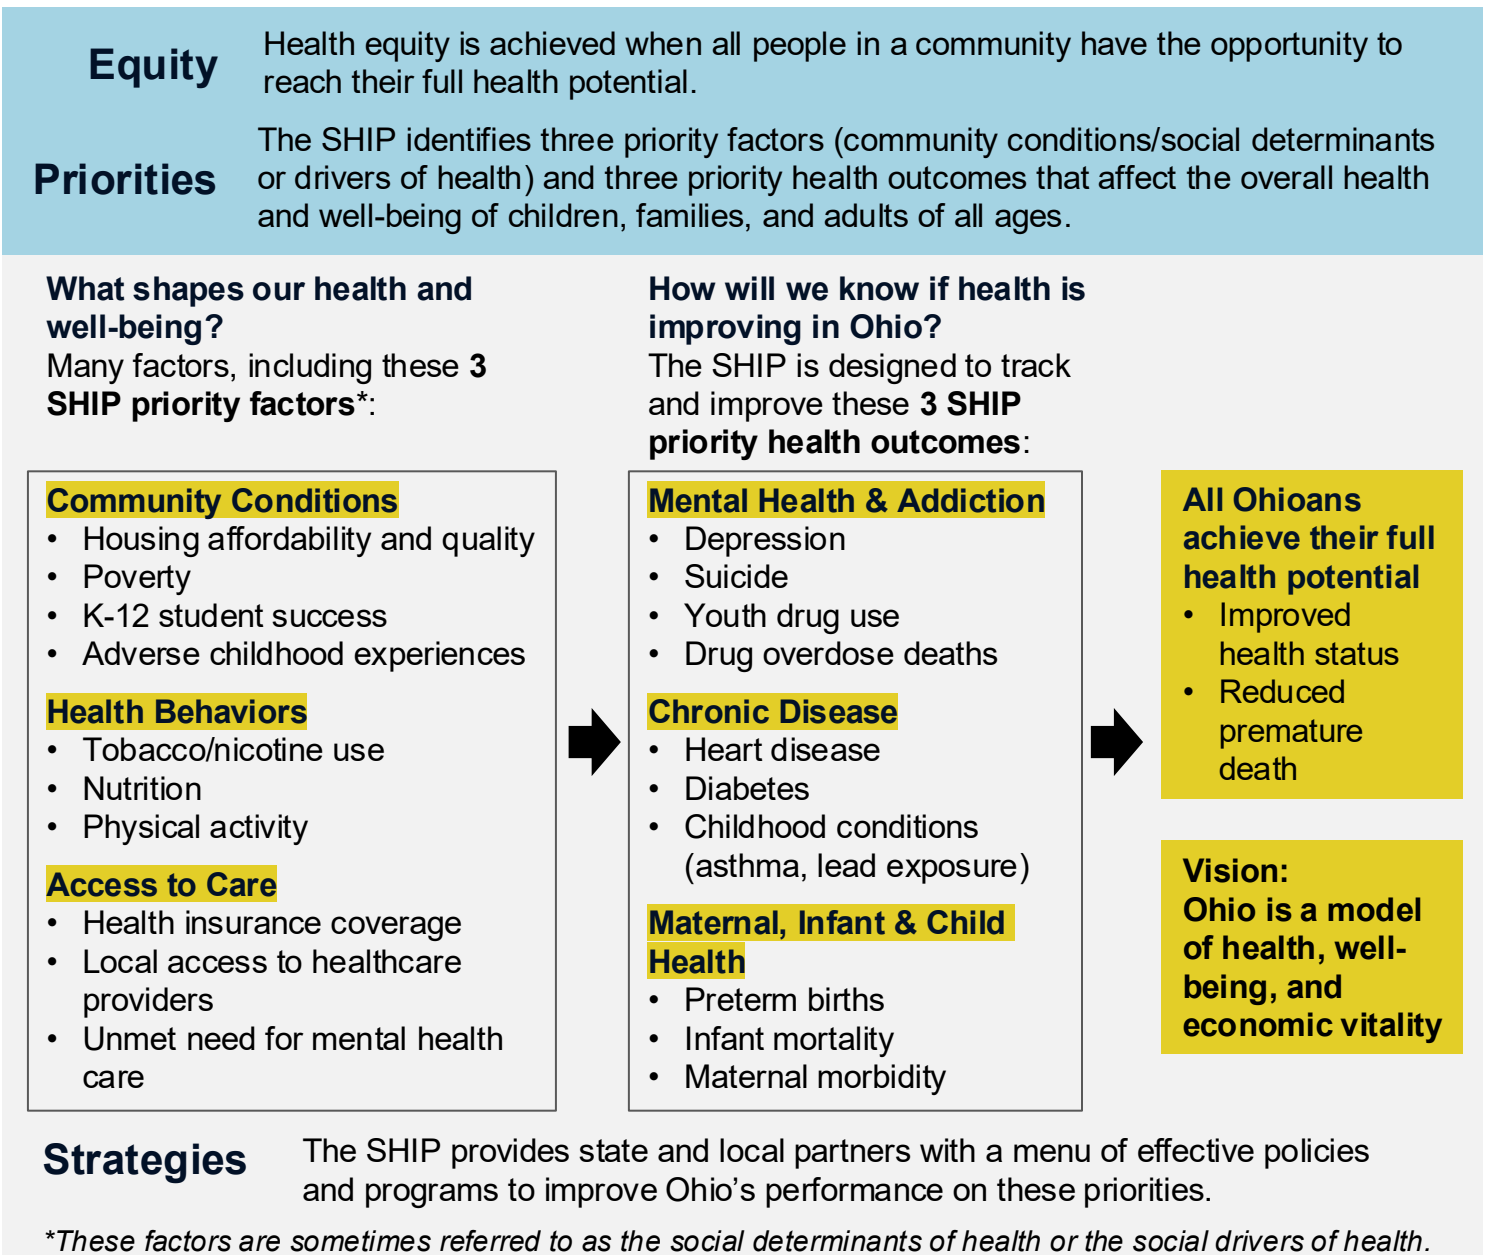 Equity
Health equity is achieved when all people in a community have the opportunity to
reach their full health potential.
Priorities
The SHIP identifies three priority factors (community conditions/social determinants
or drivers of health) and three priority health outcomes that affect the overall health
and well-being of children, families, and adults of all ages.
What shapes our health and
well-being?
Many factors, including these 3
SHIP priority factors*:
Community Conditions
• Housing affordability and quality
• Poverty
• K-12 student success
• Adverse childhood experiences
Health Behaviors
• Tobacco/nicotine use
• Nutrition
• Physical activity
Access to Care
• Health insurance coverage
• Local access to healthcare
providers
• Unmet need for mental health
care
How will we know if health is
improving in Ohio?
The SHIP is designed to track
and improve these 3 SHIP
priority health outcomes:
Mental Health & Addiction
• Depression
• Suicide
• Youth drug use
• Drug overdose deaths
Chronic Disease
• Heart disease
• Diabetes
• Childhood conditions
(asthma, lead exposure)
Maternal, Infant & Child
Health
• Preterm births
• Infant mortality
• Maternal morbidity
All Ohioans
achieve their full
health potential
• Improved
health status
• Reduced
premature
death
Vision:
Ohio is a model
of health, well-
being, and
economic vitality
Strategies
The SHIP provides state and local partners with a menu of effective policies
and programs to improve Ohio’s performance on these priorities.
*These factors are sometimes referred to as the social determinants of health or the social drivers of health.